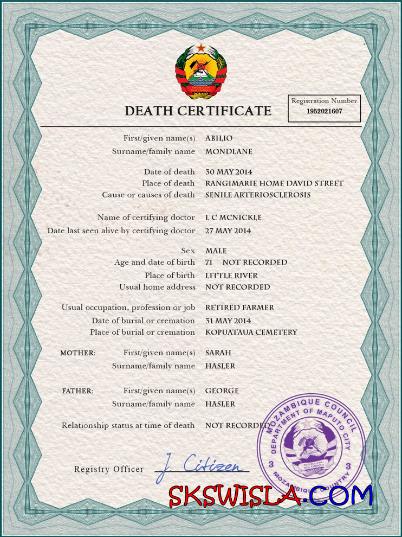 DEATH CERTIFICATE
Registration Number
1952021607
First/given name(s) ABILIO
Surname/family name MONDLANE
Date of death 30 MAY 2014
Place of death RANGIMARIE HOME DAVID STREET
Cause or causes of death SENILE ARTERIOSCLEROSIS
Name of certifying doctor L C MCNICKLE
Date last seen alive by certifying doctor 27 MAY 2014
Sex MALE
Age and date of birth 71 NOT RECORDED
Place of birth LITTLE RIVER
Usual home address NOT RECORDED
Usual occupation, profession or job RETIRED FARMER
Date of burial or cremation 31 MAY 2014
Place of burial or cremation KOPUATAUA CEMETERY
MOTHER: First/given name(s) SARAH
Surname/family name HASLER
FATHER: First/given name(s) GEORGE
Surname/family name HASLER
Relationship status at time of death NOT RECORDED
MOZAMBIQUE COUNCIL
DEPARTMENT OF MAPUTO CITY
3 3
MOZAMBIQUE COUNTRY
Registry Officer J. Citizen
SKSWISLA.COM